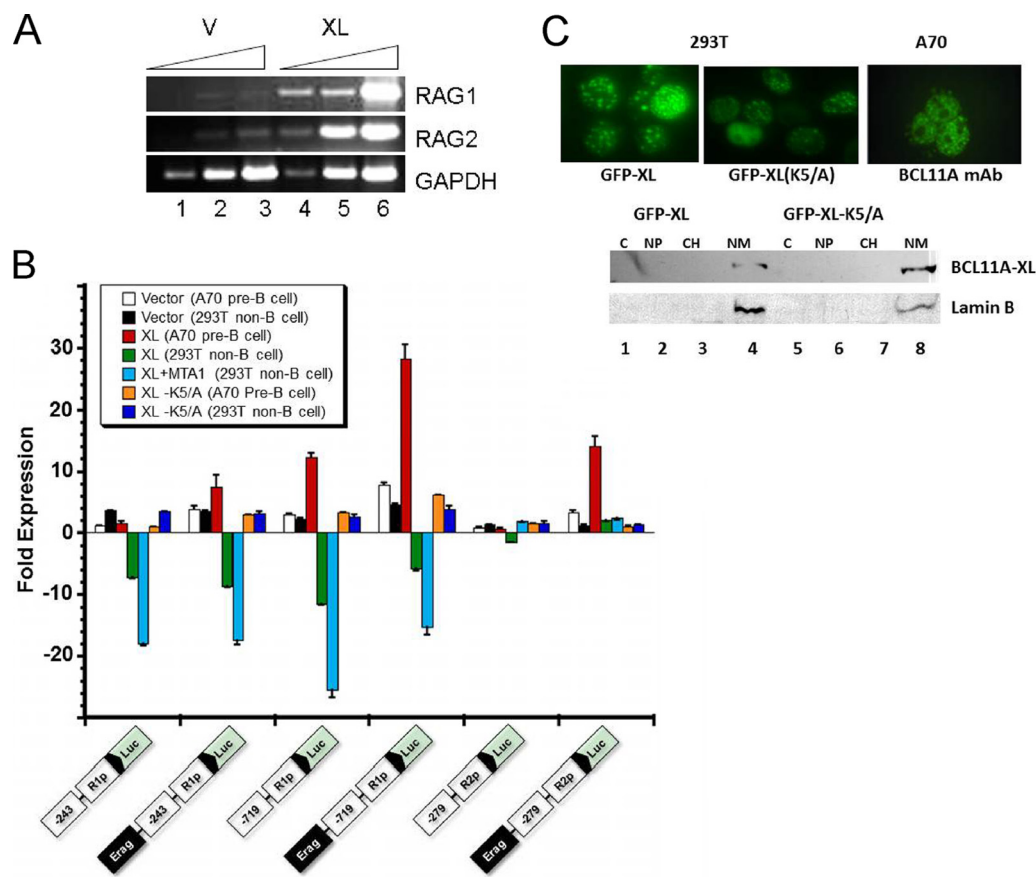 A
V XL
RAG1
RAG2
GAPDH
1 2 3 4 5 6
B
Vector (A70 pre-B cell)
Vector (293T non-B cell)
XL (A70 pre-B cell)
XL (293T non-B cell)
XL+MTA1 (293T non-B cell)
XL -K5/A (A70 Pre-B cell)
XL -K5/A (293T non-B cell)
Fold Expression
30
20
10
0
-10
-20
-243 R1p Luc
Erag -243 R1p Luc
-719 R1p Luc
Erag -719 R1p Luc
-279 R2p Luc
Erag -279 R2p Luc
C
293T A70
GFP-XL GFP-XL(K5/A) BCL11A mAb
GFP-XL GFP-XL-K5/A
C NP CH NM C NP CH NM
BCL11A-XL
Lamin B
1 2 3 4 5 6 7 8